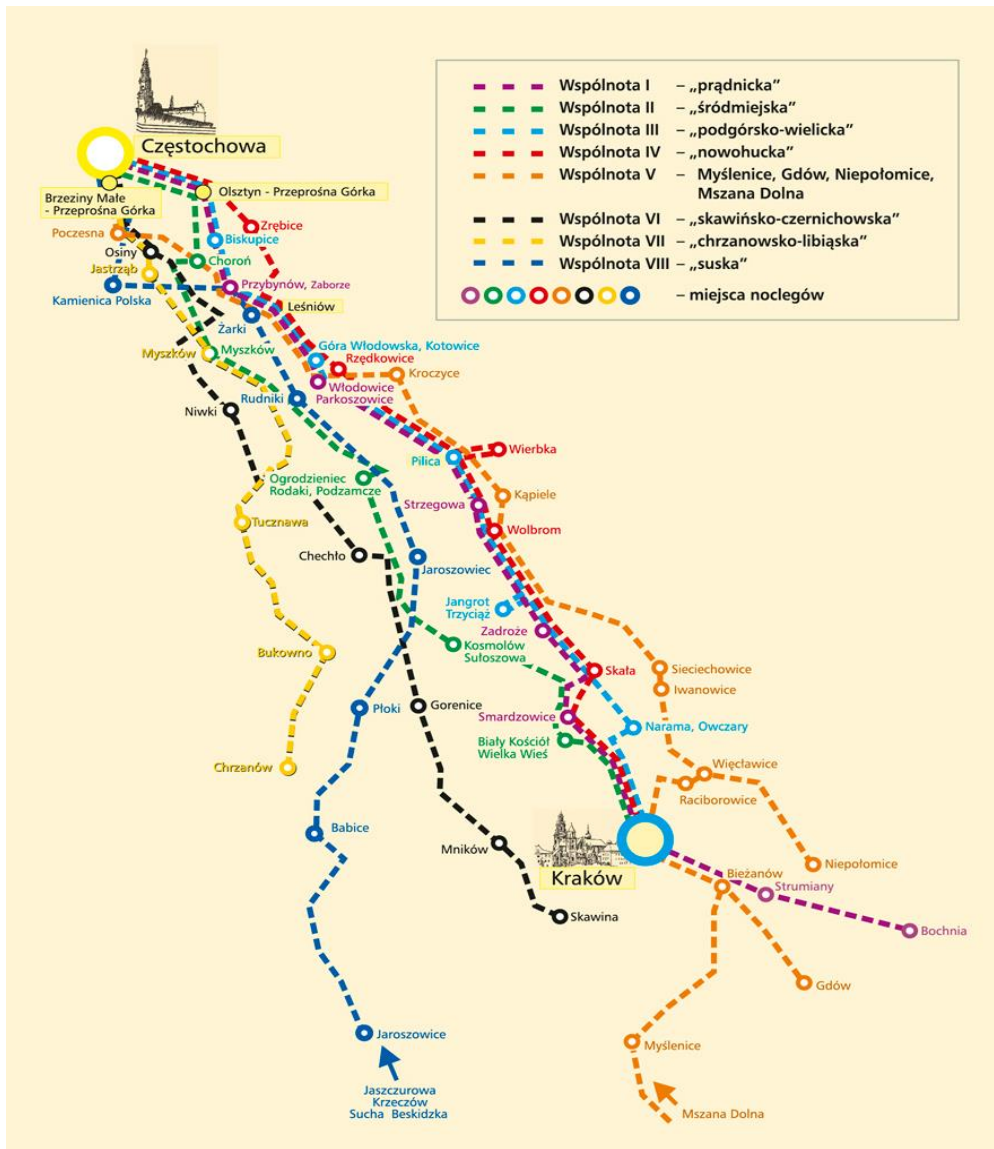 Częstochowa
Wspólnota I – „prądnicka”
Wspólnota II – „śródmiejska”
Wspólnota III – „podgórsko-wielicka”
Wspólnota IV – „nowohucka”
Wspólnota V – Myślenice, Gdów, Niepołomice,
Mszana Dolna
Wspólnota VI – „skawińsko-czernichowska”
Wspólnota VII – „chrzanowsko-libiąska”
Wspólnota VIII – „suska”
– miejsca noclegów
Olsztyn - Przeprośna Górka
Brzeziny Małe
- Przeprośna Górka
Zrębice
Poczesna
Biskupice
Osiny
Choroń
Jastrząb
Przybynów, Zaborze
Kamienica Polska
Leśniów
Żarki
Góra Włodowska, Kotowice
Myszków
Myszków
Rzędkowice
Kroczyce
Włodowice
Parkoszowice
Rudniki
Niwki
Wierbka
Pilica
Ogrodzieniec
Rodaki, Podzamcze
Kąpiele
Strzegowa
Tucznawa
Wolbrom
Chechło
Jaroszowiec
Jangrot
Trzyciąż
Zadroże
Kosmolów
Sułoszowa
Bukowno
Skała
Sieciechowice
Iwanowice
Płoki
Gorenice
Smardzowice
Narama, Owczary
Biały Kościół
Wielka Wieś
Chrzanów
Więcławice
Raciborowice
Babice
Mników
Niepołomice
Kraków
Bieżanów
Strumiany
Skawina
Bochnia
Gdów
Jaroszowice
Myślenice
Jaszczurowa
Krzeczów
Sucha Beskidzka
Mszana Dolna